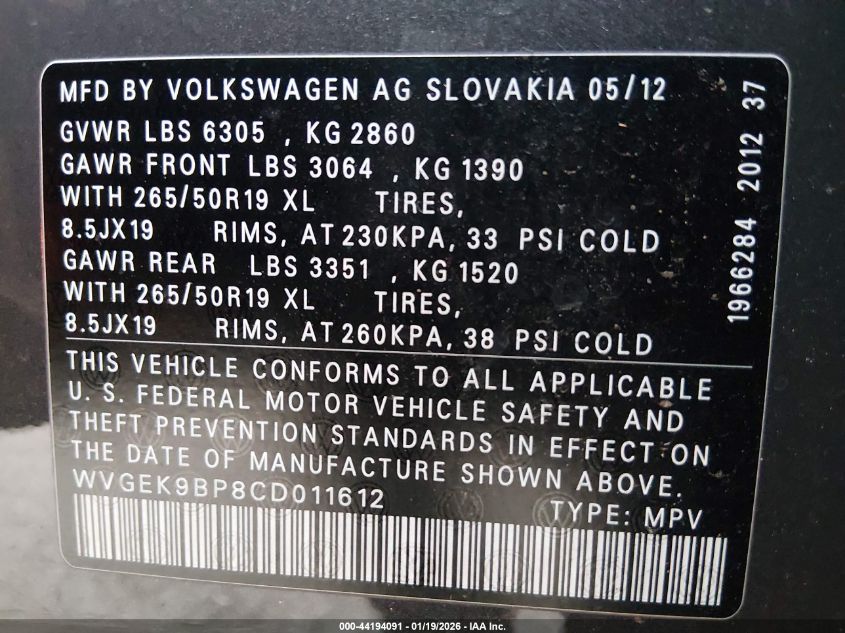 MFD BY VOLKSWAGEN AG SLOVAKIA 05/12
GVWR LBS 6305 , KG 2860
GAWR FRONT LBS 3064 , KG 1390
WITH 265/50R19 XL TIRES,
8.5JX19 RIMS, AT 230KPA, 33 PSI COLD
GAWR REAR LBS 3351 , KG 1520
WITH 265/50R19 XL TIRES,
8.5JX19 RIMS, AT 260KPA, 38 PSI COLD
THIS VEHICLE CONFORMS TO ALL APPLICABLE
U. S. FEDERAL MOTOR VEHICLE SAFETY AND
THEFT PREVENTION STANDARDS IN EFFECT ON
THE DATE OF MANUFACTURE SHOWN ABOVE.
WVGEK9BP8CD011612
TYPE: MPV
1966284 2012 37
000-44194091 - 01/19/2026 - IAA Inc.